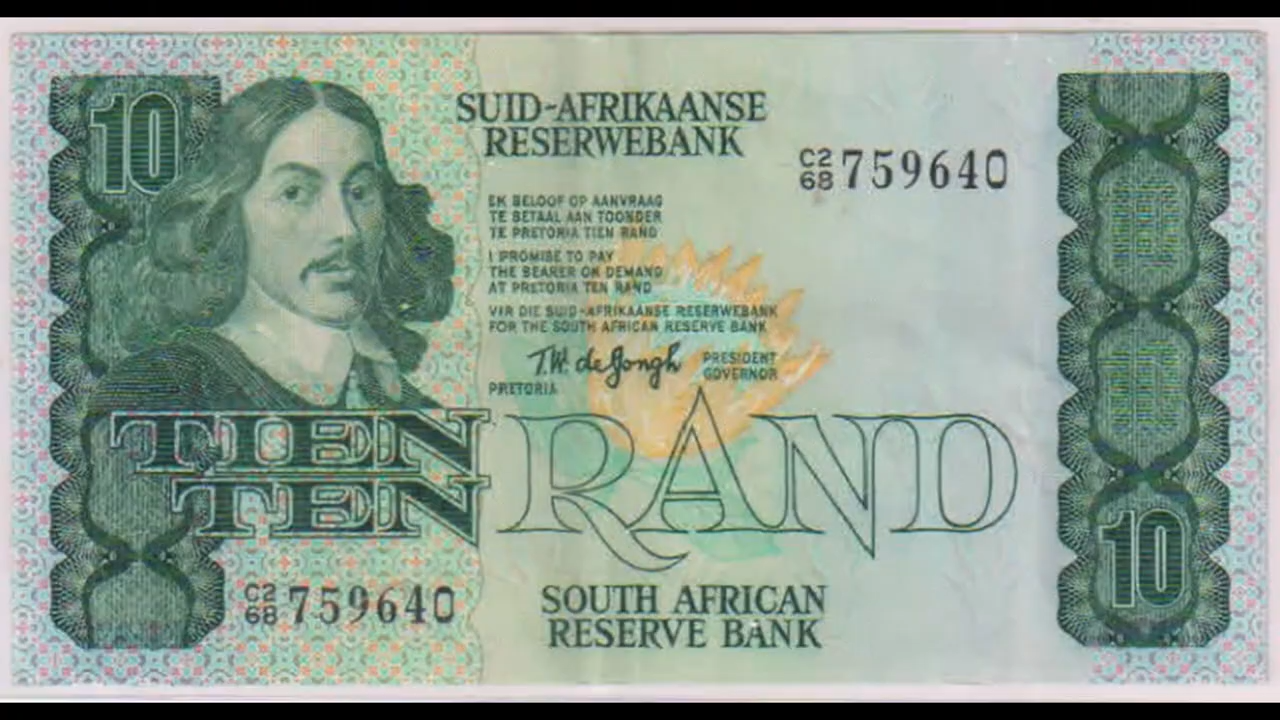 10
SUID-AFRIKAANSE
RESERWEBANK
C2
68 759640
EK BELOOF OP AANVRAAG
TE BETAAL AAN TOONDER
TE PRETORIA TIEN RAND
I PROMISE TO PAY
THE BEARER ON DEMAND
AT PRETORIA TEN RAND
VIR DIE SUID-AFRIKAANSE RESERWEBANK
FOR THE SOUTH AFRICAN RESERVE BANK
T.W. de Jongh PRESIDENT
GOVERNOR
PRETORIA
TIEN
TEN RAND
C2
68 759640
SOUTH AFRICAN
RESERVE BANK
10